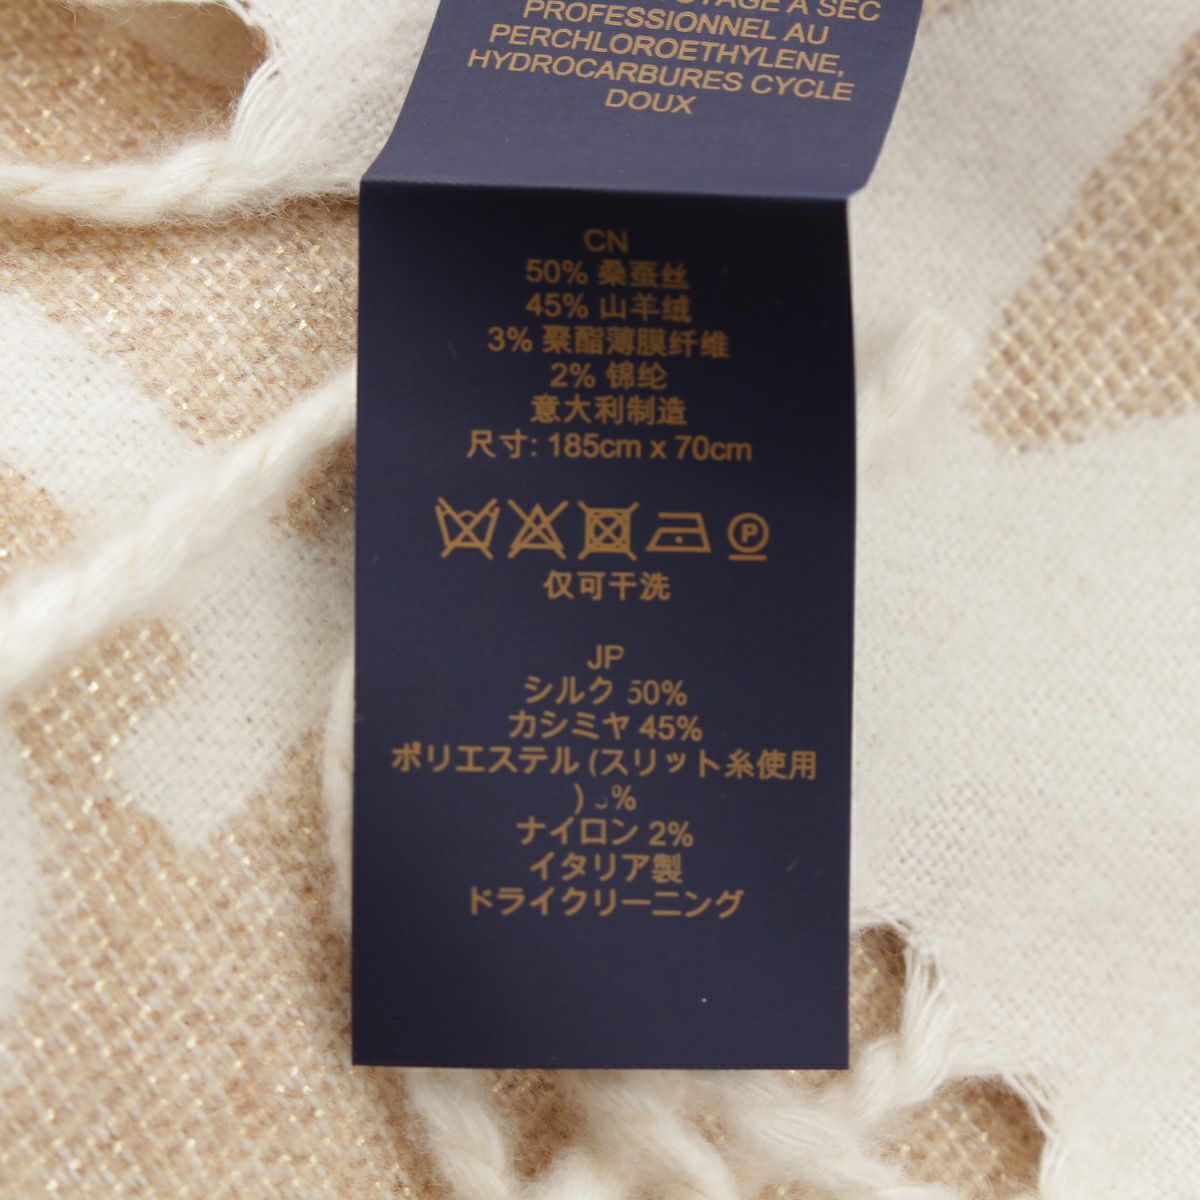 A SEC
PROFESSIONNEL AU
PERCHLOROETHYLENE,
HYDROCARBURES CYCLE
DOUX
CN
50% 桑蚕丝
45% 山羊绒
3% 聚酯薄膜纤维
2% 锦纶
意大利制造
尺寸: 185cm x 70cm
P
仅可干洗
JP
シルク 50%
カシミヤ 45%
ポリエステル (スリット糸使用
) 3%
ナイロン 2%
イタリア製
ドライクリーニング